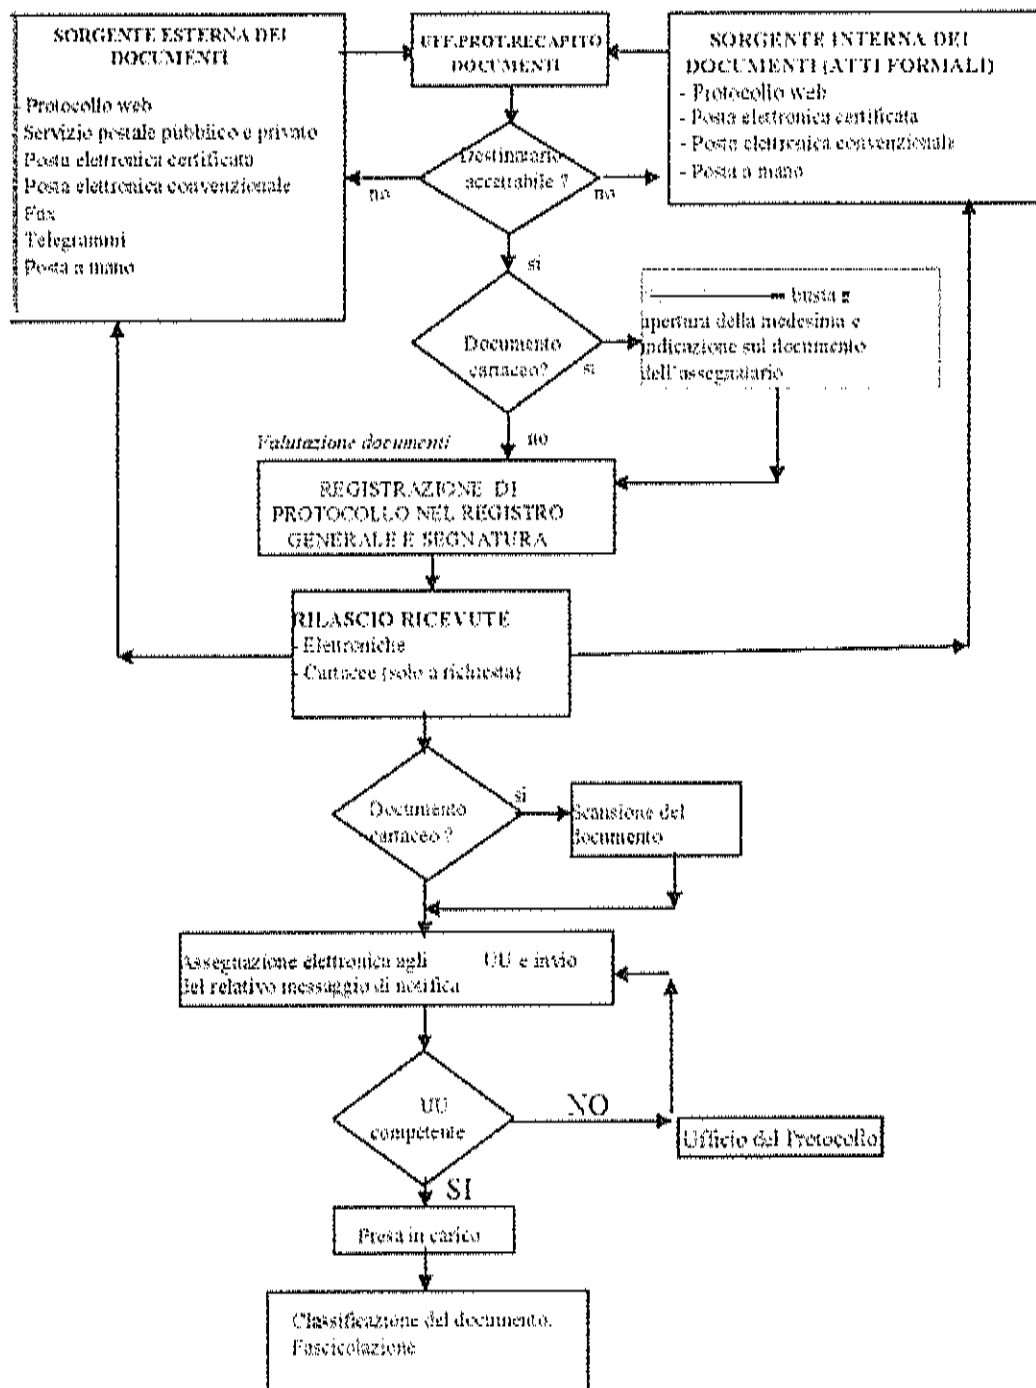 SORGENTE ESTERNA DEI
DOCUMENTI
- Protocollo web
Servizio postale pubblico e privato
Posta elettronica certificata
Posta elettronica convenzionale
Fax
Telegrammi
Posta a mano
UFF.PROT.RECAPITO
DOCUMENTI
SORGENTE INTERNA DEI
DOCUMENTI (ATTI FORMALI)
- Protocollo web
- Posta elettronica certificata
- Posta elettronica convenzionale
- Posta a mano
Destinatario
accettabile ?
no
no
si
Documento
cartaceo?
si
busta
apertura della medesima e
indicazione sul documento
dell'assegnatario
no
Valutazione documenti
REGISTRAZIONE DI
PROTOCOLLO NEL REGISTRO
GENERALE E SEGNATURA
RILASCIO RICEVUTE
- Elettroniche
- Cartacee (solo a richiesta)
Documento
cartaceo ?
si
Scansione del
documento
Assegnazione elettronica agli UU e invio
del relativo messaggio di notifica
UU
competente
NO
Ufficio del Protocollo
SI
Presa in carico
Classificazione del documento.
Fascicolazione